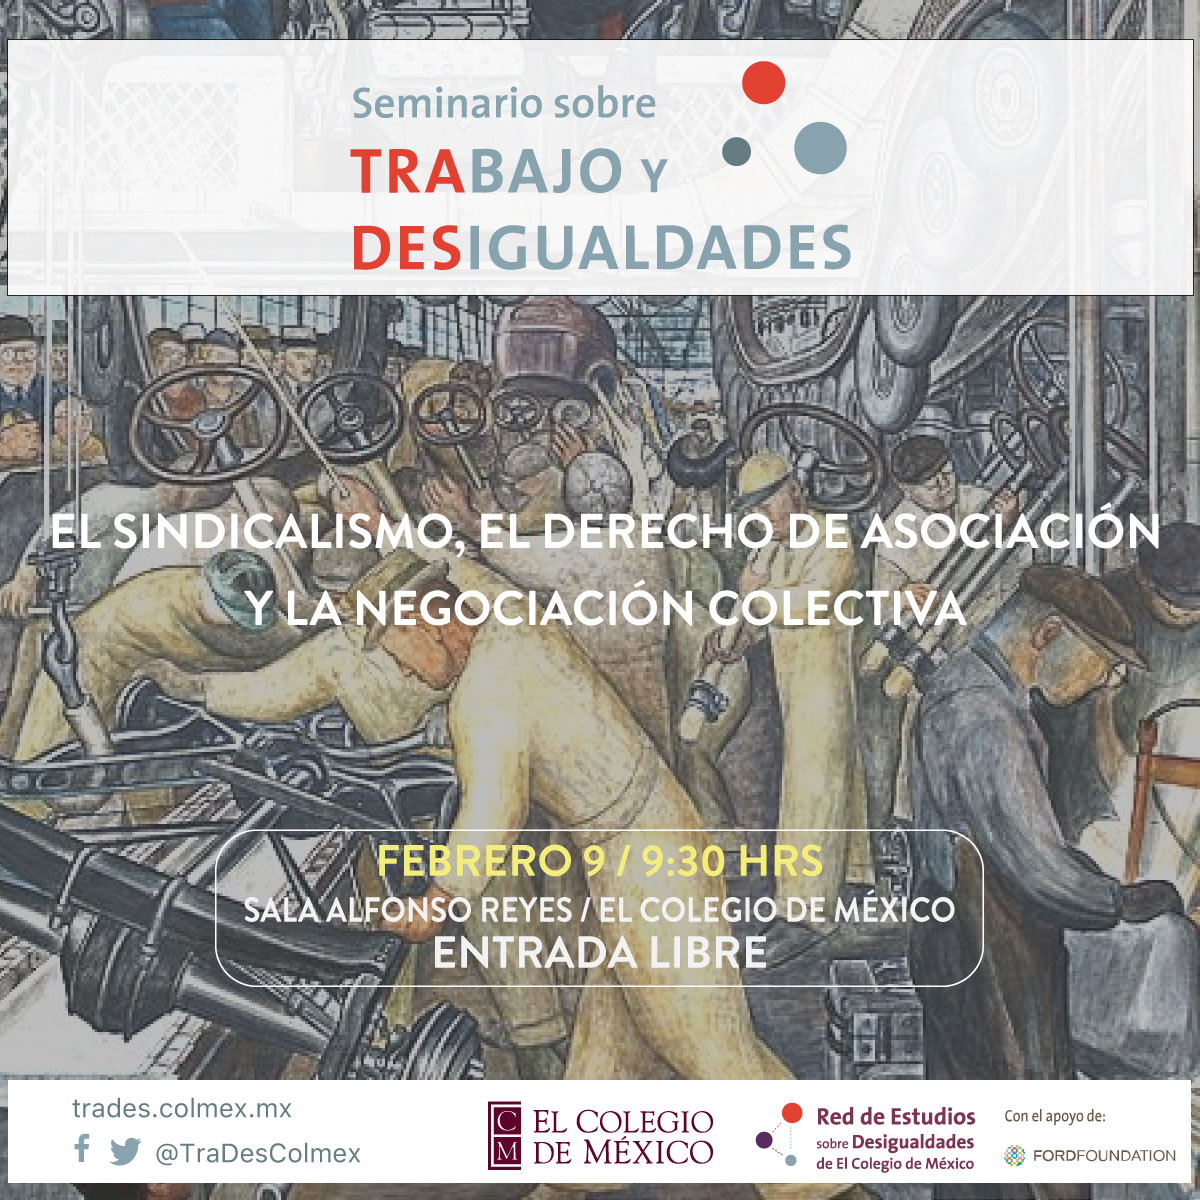 Seminario sobre
TRABAJO Y
DESIGUALDADES
EL SINDICALISMO, EL DERECHO DE ASOCIACIÓN
Y LA NEGOCIACIÓN COLECTIVA
FEBRERO 9 / 9:30 HRS
SALA ALFONSO REYES / EL COLEGIO DE MÉXICO
ENTRADA LIBRE
trades.colmex.mx
@TraDesColmex
CM
EL COLEGIO
DE MÉXICO
Red de Estudios
sobre Desigualdades
de El Colegio de México
Con el apoyo de:
FORDFOUNDATION